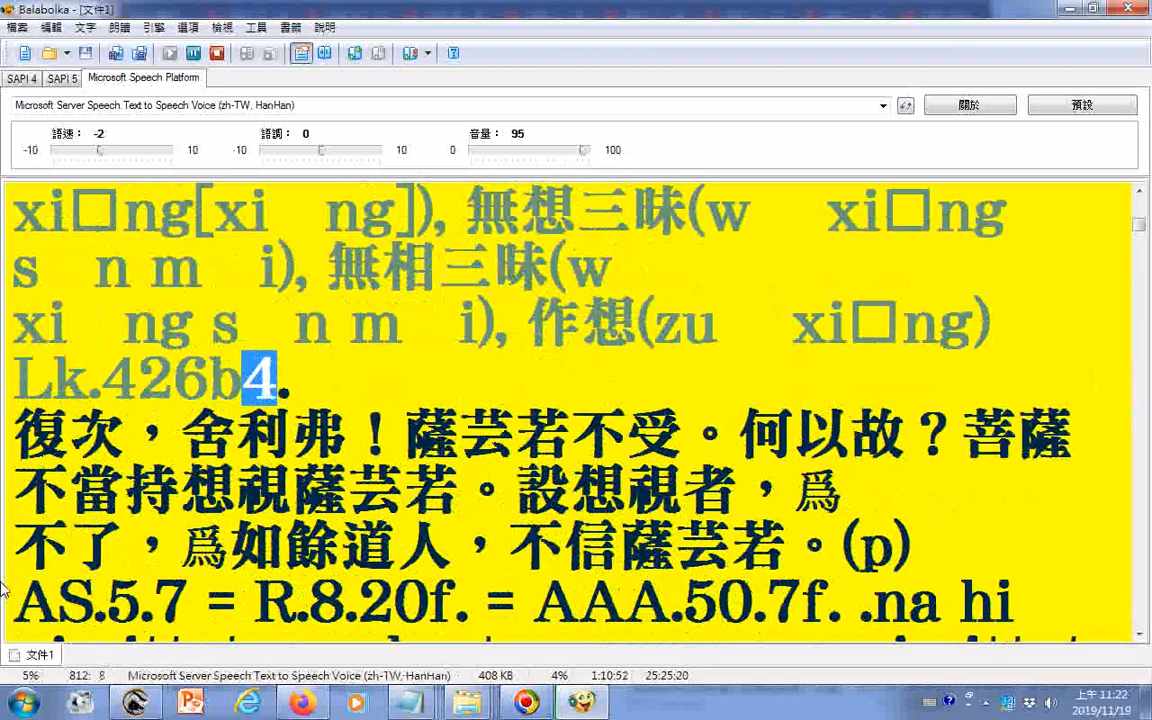 Balabolka - [文件1]
檔案 編輯 文字 朗讀 引擎 選項 檢視 工具 書籤 說明
SAPI 4 SAPI 5 Microsoft Speech Platform
Microsoft Server Speech Text to Speech Voice (zh-TW, HanHan) 關於 預設
語速： -2 語調： 0 音量： 95
-10 10 -10 10 0 100
xi□ng[xi ng]), 無想三昧(w xi□ng
s n m i), 無相三昧(w
xi ng s n m i), 作想(zu xi□ng)
Lk.426b4.
復次，舍利弗！薩芸若不受。何以故？菩薩
不當持想視薩芸若。設想視者，爲
不了，爲如餘道人，不信薩芸若。(p)
AS.5.7 = R.8.20f. = AAA.50.7f. .na hi
文件1
5% 812: 8 Microsoft Server Speech Text to Speech Voice (zh-TW, HanHan) 408 KB 4% 1:10:52 25:25:20
上午 11:22
2019/11/19